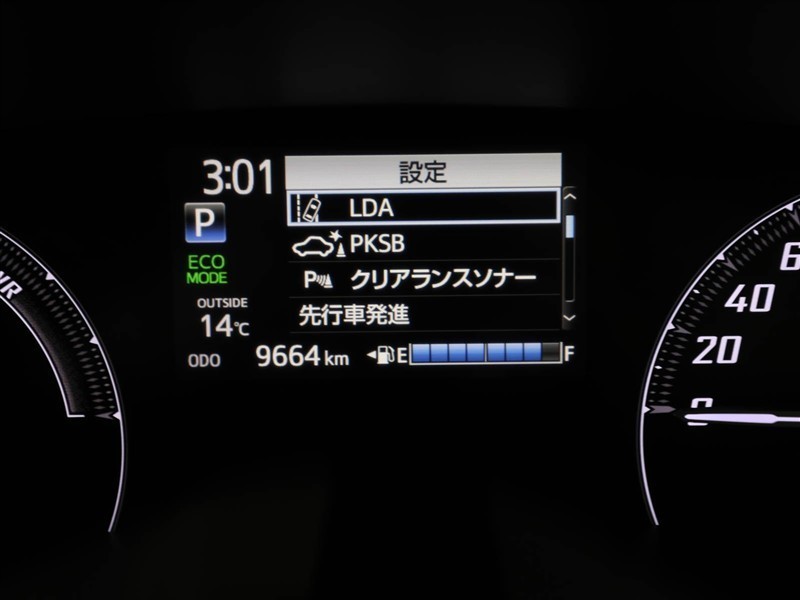 3:01
設定
LDA
P
PKSB
ECO
MODE
P クリアランスソナー
OUTSIDE
14℃
先行車発進
ODO 9664 km
E F
60
40
20
0